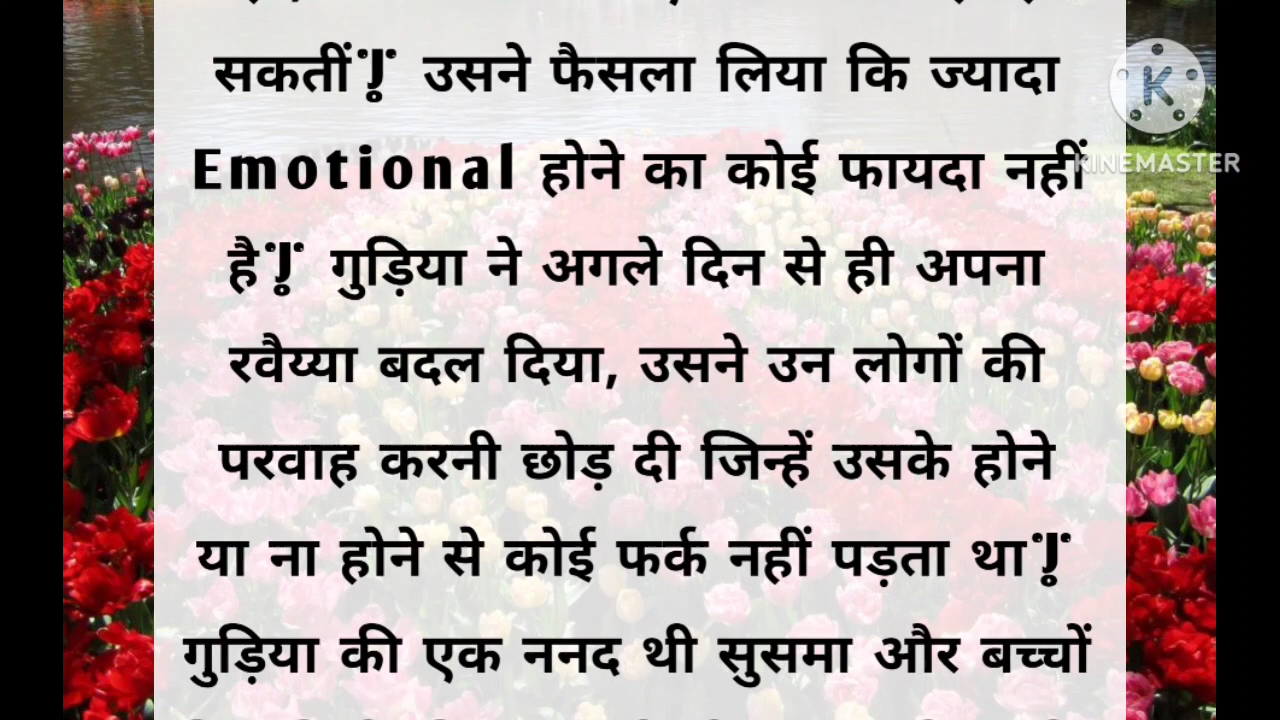 सकतीं! उसने फैसला लिया कि ज्यादा
Emotional होने का कोई फायदा नहीं
है! गुड़िया ने अगले दिन से ही अपना
रवैय्या बदल दिया, उसने उन लोगों की
परवाह करनी छोड़ दी जिन्हें उसके होने
या ना होने से कोई फर्क नहीं पड़ता था!
गुड़िया की एक ननद थी सुसमा और बच्चों
K
KINEMASTER